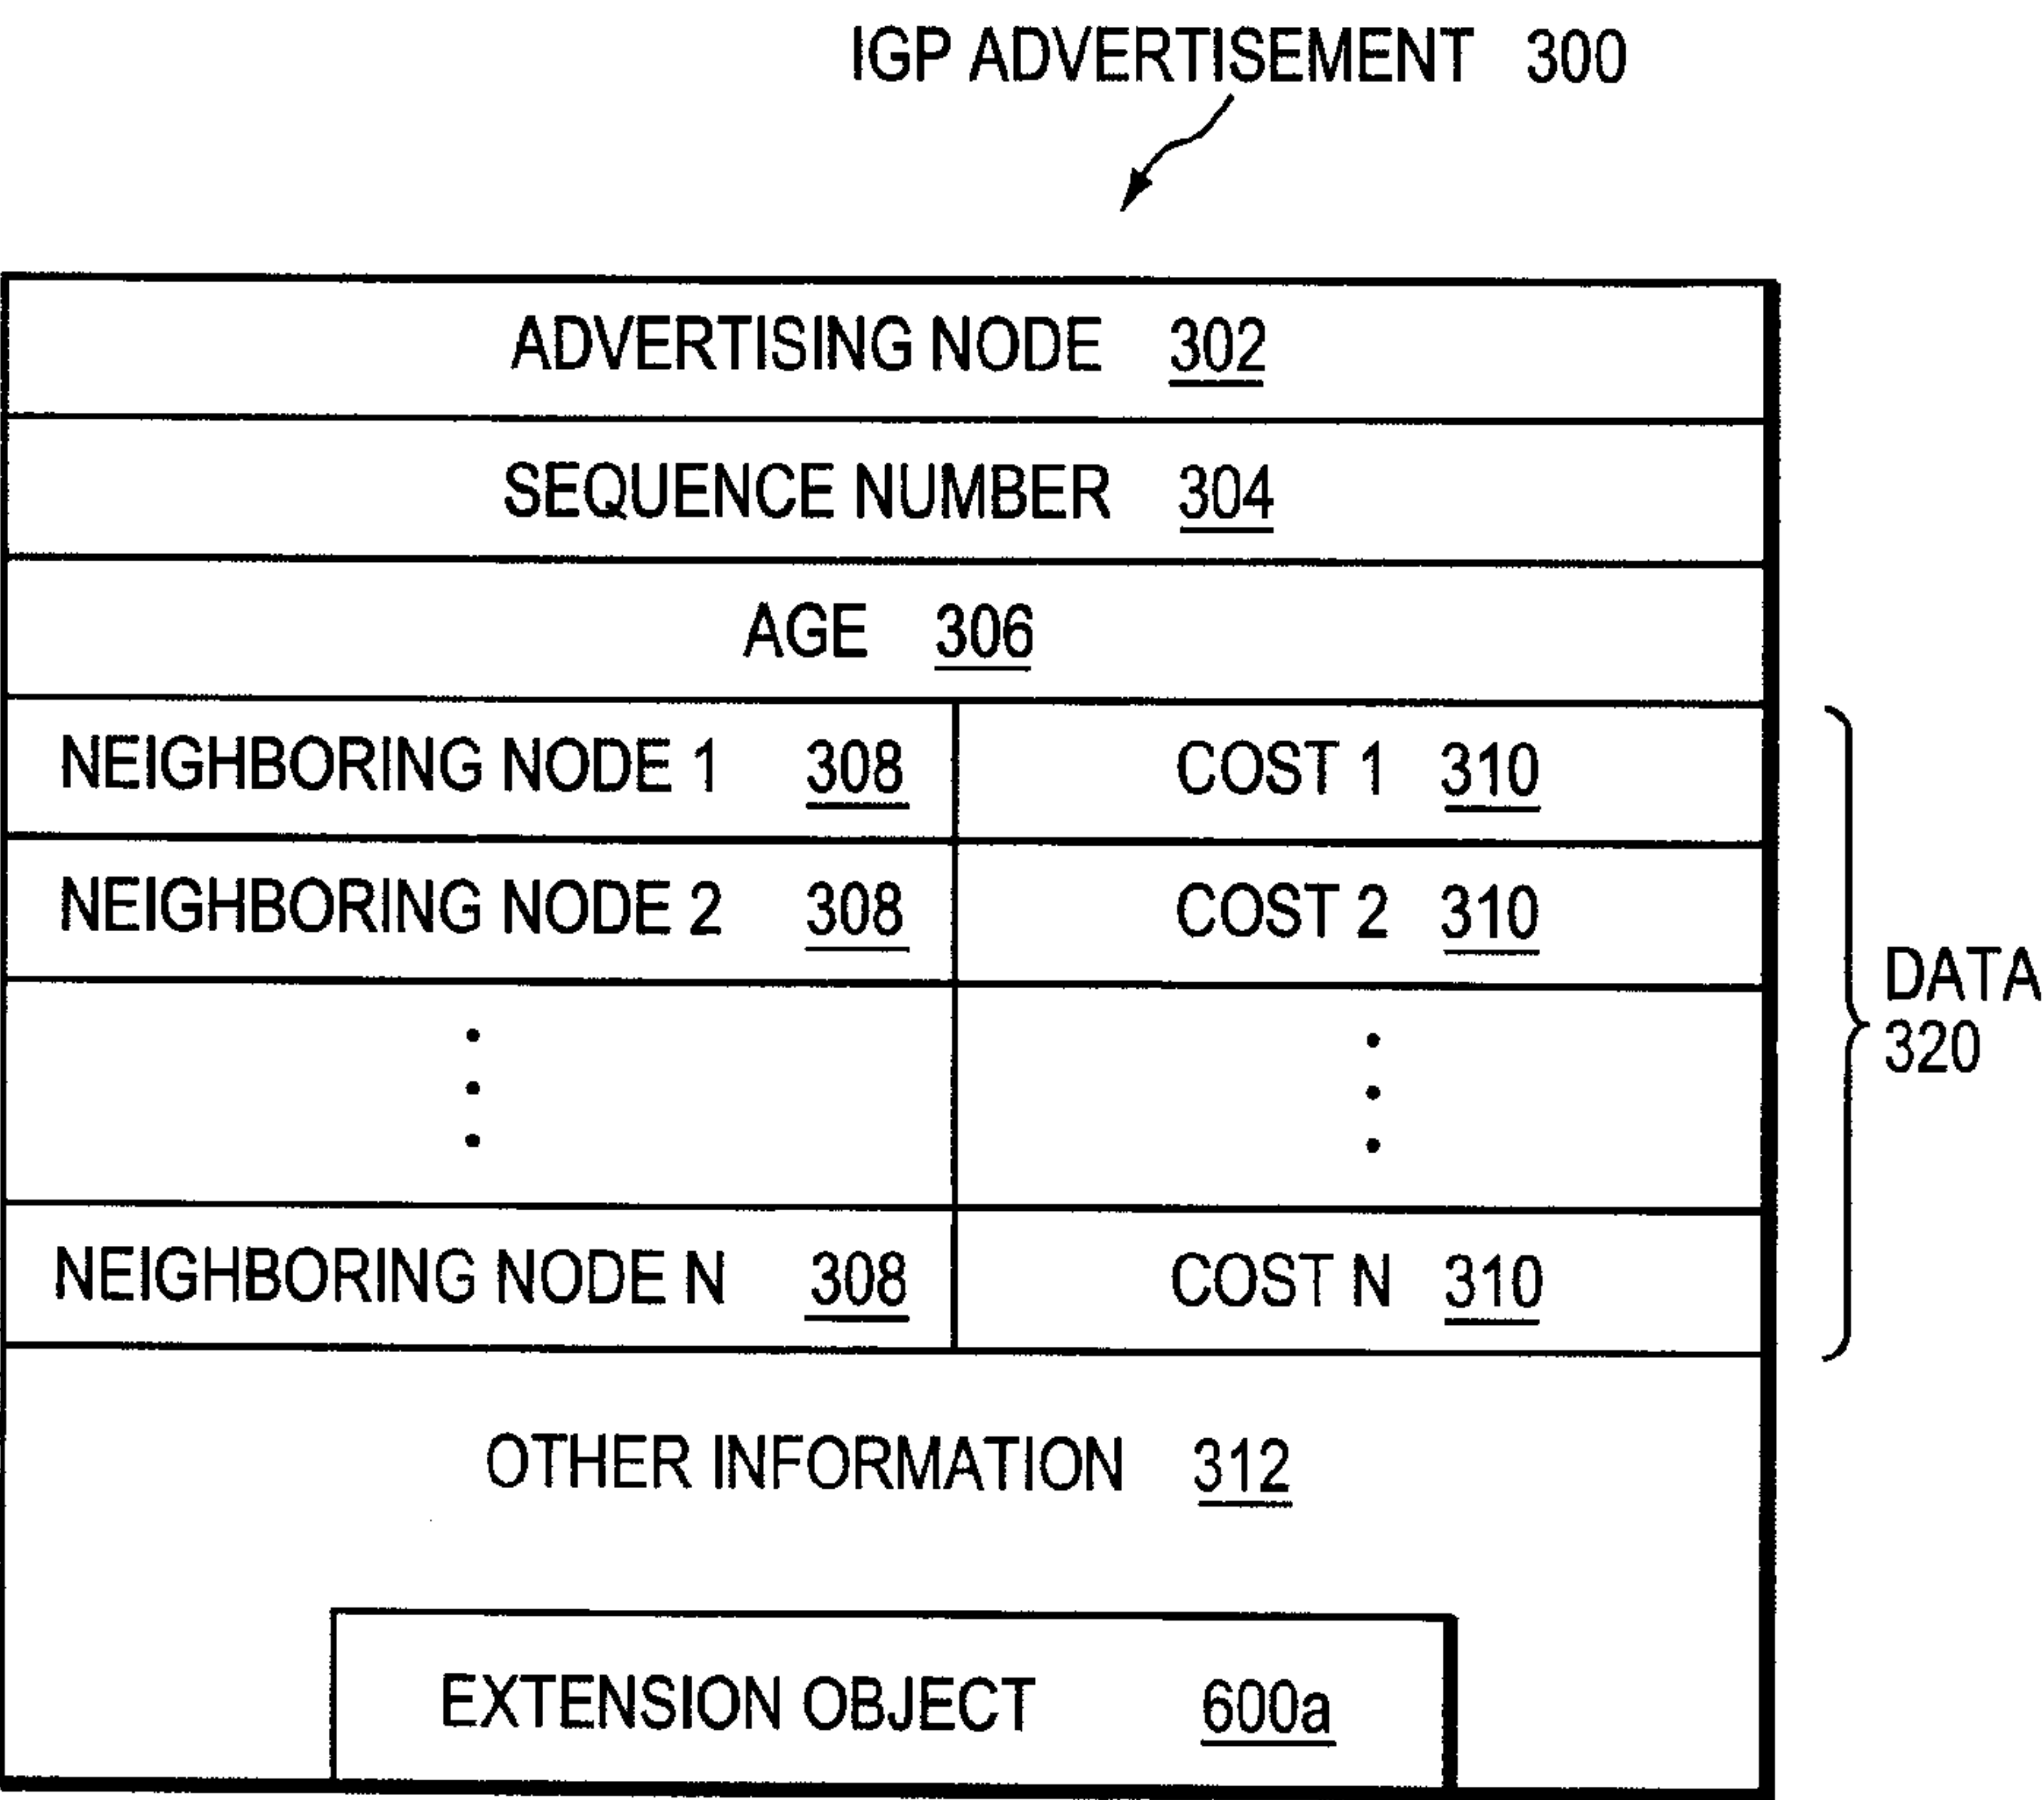 IGP ADVERTISEMENT 300
ADVERTISING NODE 302
SEQUENCE NUMBER 304
AGE 306
NEIGHBORING NODE 1 308 COST 1 310
NEIGHBORING NODE 2 308 COST 2 310
NEIGHBORING NODE N 308 COST N 310
DATA
320
OTHER INFORMATION 312
EXTENSION OBJECT 600a